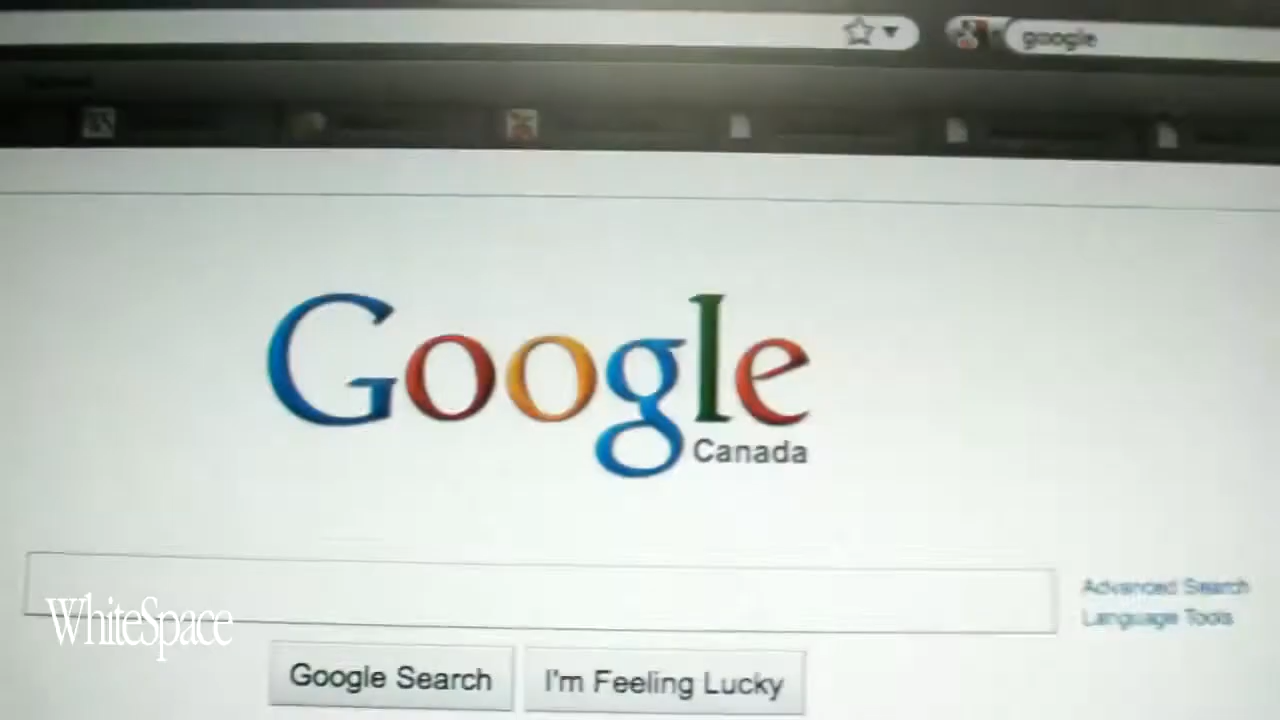 google
Google
Canada
Advanced Search
Language Tools
WhiteSpace
Google Search
I'm Feeling Lucky